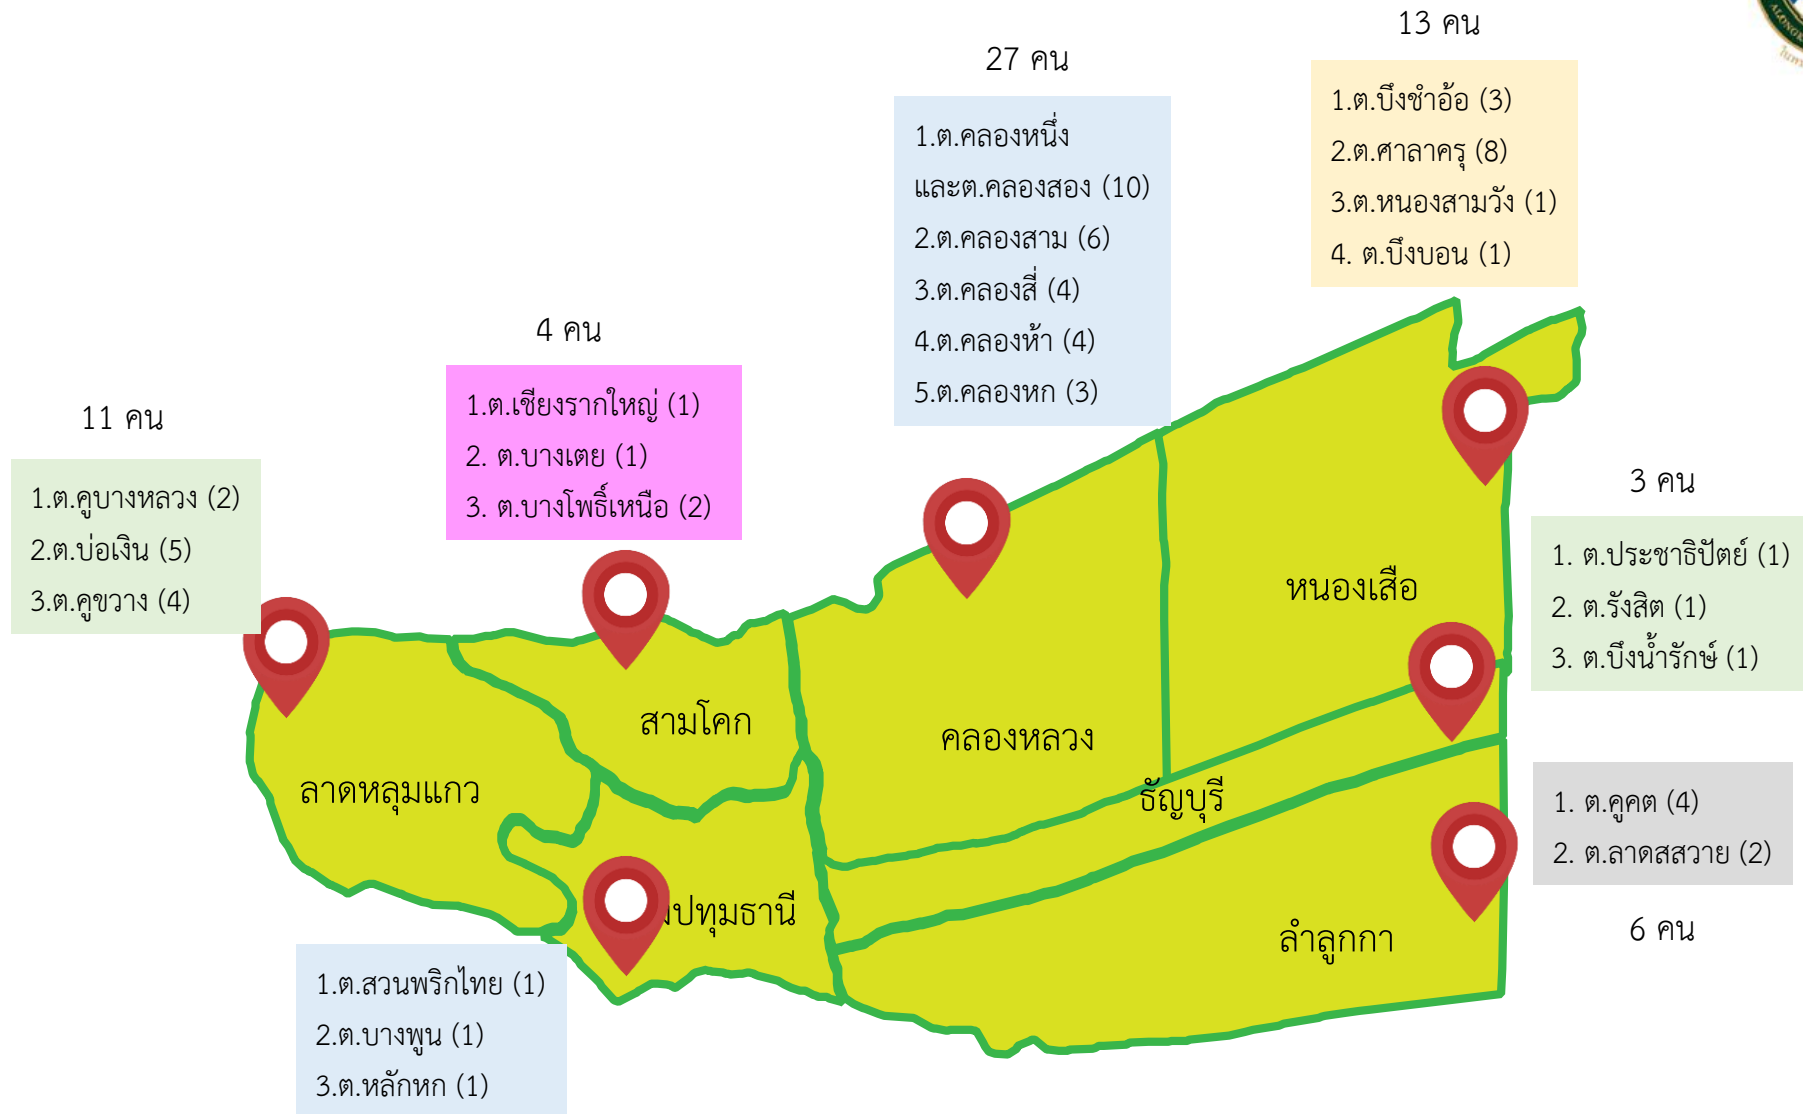 13 คน
27 คน
1.ต.บึงชำอ้อ (3)
2.ต.ศาลาครุ (8)
3.ต.หนองสามวัง (1)
4. ต.บึงบอน (1)
1.ต.คลองหนึ่ง
และต.คลองสอง (10)
2.ต.คลองสาม (6)
3.ต.คลองสี่ (4)
4.ต.คลองห้า (4)
5.ต.คลองหก (3)
4 คน
1.ต.เชียงรากใหญ่ (1)
2. ต.บางเตย (1)
3. ต.บางโพธิ์เหนือ (2)
11 คน
1.ต.คูบางหลวง (2)
2.ต.บ่อเงิน (5)
3.ต.คูขวาง (4)
3 คน
1. ต.ประชาธิปัตย์ (1)
2. ต.รังสิต (1)
3. ต.บึงน้ำรักษ์ (1)
หนองเสือ
สามโคก
คลองหลวง
ลาดหลุมแกว
ธัญบุรี
1. ต.คูคต (4)
2. ต.ลาดสสวาย (2)
6 คน
งปทุมธานี
ลำลูกกา
1.ต.สวนพริกไทย (1)
2.ต.บางพูน (1)
3.ต.หลักหก (1)